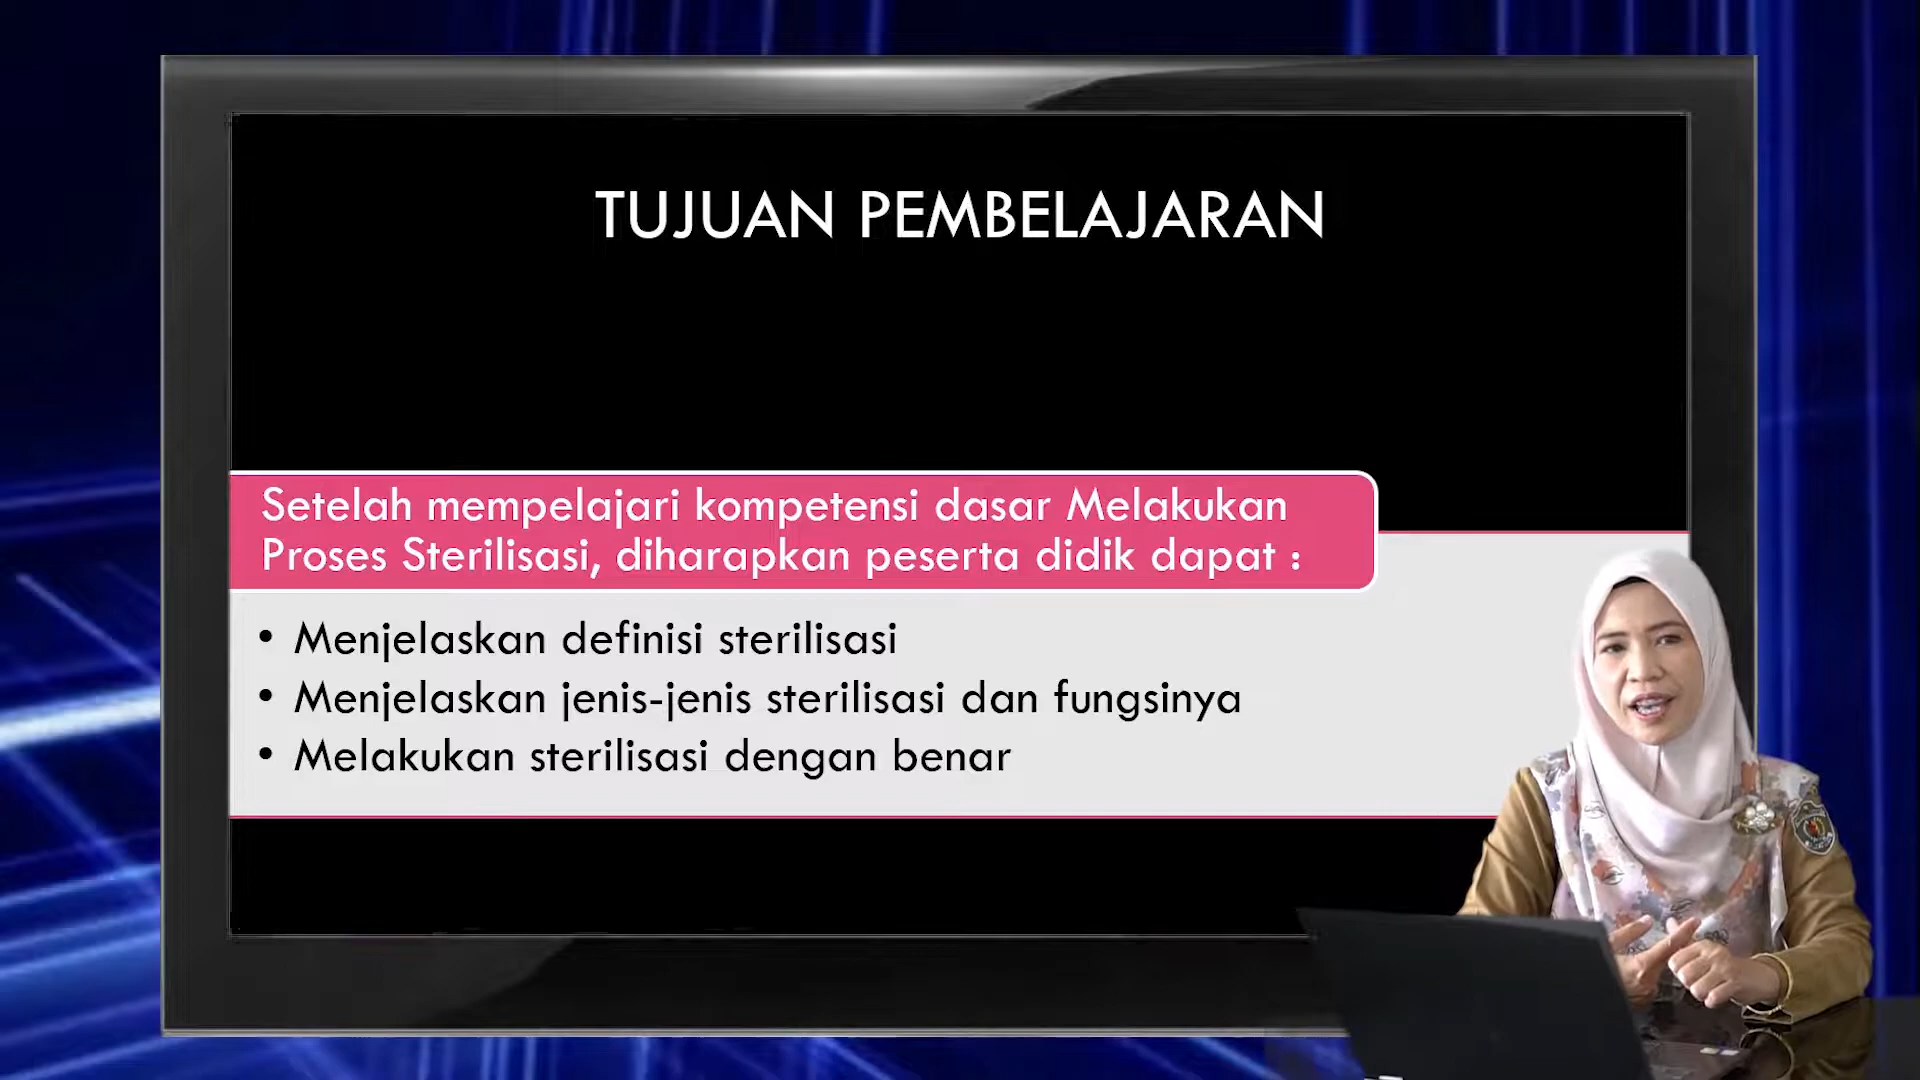 TUJUAN PEMBELAJARAN
Setelah mempelajari kompetensi dasar Melakukan
Proses Sterilisasi, diharapkan peserta didik dapat :
• Menjelaskan definisi sterilisasi
• Menjelaskan jenis-jenis sterilisasi dan fungsinya
• Melakukan sterilisasi dengan benar